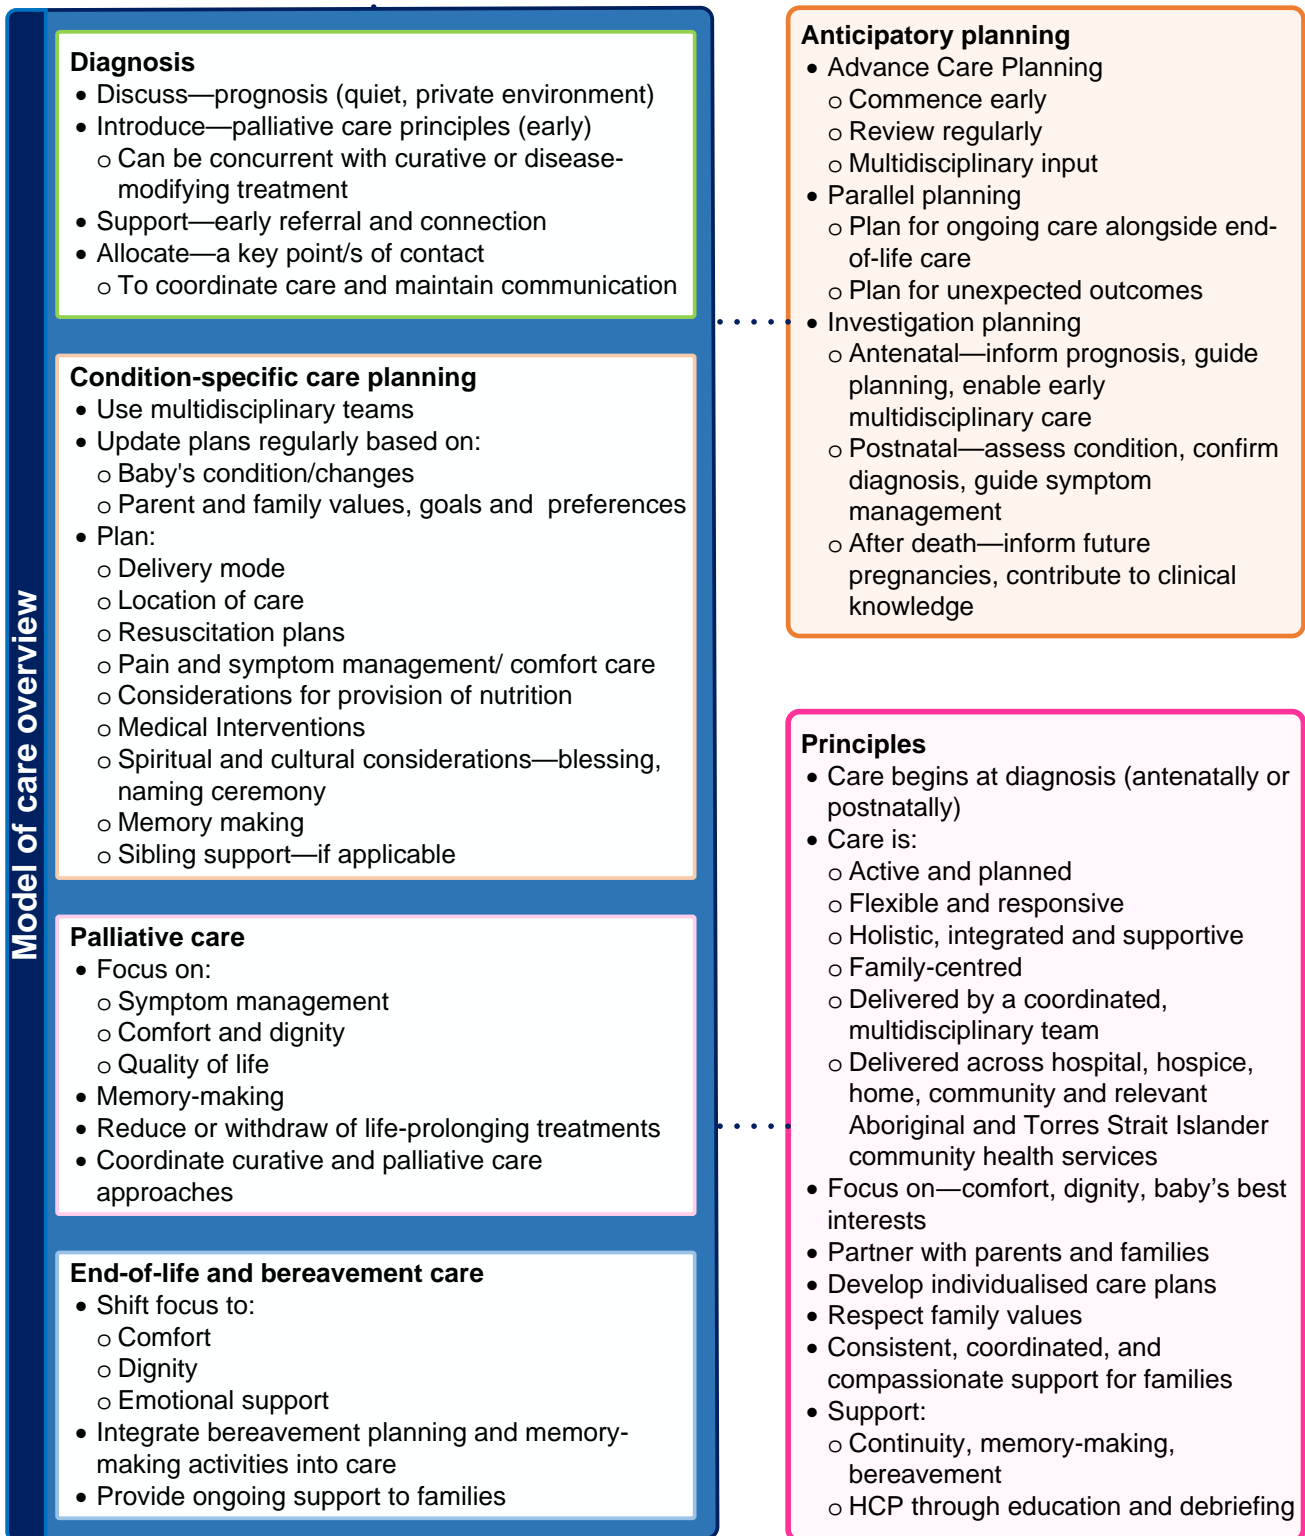 Model of care overview
Diagnosis
• Discuss—prognosis (quiet, private environment)
• Introduce—palliative care principles (early)
o Can be concurrent with curative or disease-
modifying treatment
• Support—early referral and connection
• Allocate—a key point/s of contact
o To coordinate care and maintain communication
Condition-specific care planning
• Use multidisciplinary teams
• Update plans regularly based on:
o Baby's condition/changes
o Parent and family values, goals and  preferences
• Plan:
o Delivery mode
o Location of care
o Resuscitation plans
o Pain and symptom management/ comfort care
o Considerations for provision of nutrition
o Medical Interventions
o Spiritual and cultural considerations—blessing,
naming ceremony
o Memory making
o Sibling support—if applicable
Palliative care
• Focus on:
o Symptom management
o Comfort and dignity
o Quality of life
• Memory-making
• Reduce or withdraw of life-prolonging treatments
• Coordinate curative and palliative care
approaches
End-of-life and bereavement care
• Shift focus to:
o Comfort
o Dignity
o Emotional support
• Integrate bereavement planning and memory-
making activities into care
• Provide ongoing support to families
Anticipatory planning
• Advance Care Planning
o Commence early
o Review regularly
o Multidisciplinary input
• Parallel planning
o Plan for ongoing care alongside end-
of-life care
o Plan for unexpected outcomes
• Investigation planning
o Antenatal—inform prognosis, guide
planning, enable early
multidisciplinary care
o Postnatal—assess condition, confirm
diagnosis, guide symptom
management
o After death—inform future
pregnancies, contribute to clinical
knowledge
Principles
• Care begins at diagnosis (antenatally or
postnatally)
• Care is:
o Active and planned
o Flexible and responsive
o Holistic, integrated and supportive
o Family-centred
o Delivered by a coordinated,
multidisciplinary team
o Delivered across hospital, hospice,
home, community and relevant
Aboriginal and Torres Strait Islander
community health services
• Focus on—comfort, dignity, baby’s best
interests
• Partner with parents and families
• Develop individualised care plans
• Respect family values
• Consistent, coordinated, and
compassionate support for families
• Support:
o Continuity, memory-making,
bereavement
o HCP through education and debriefing